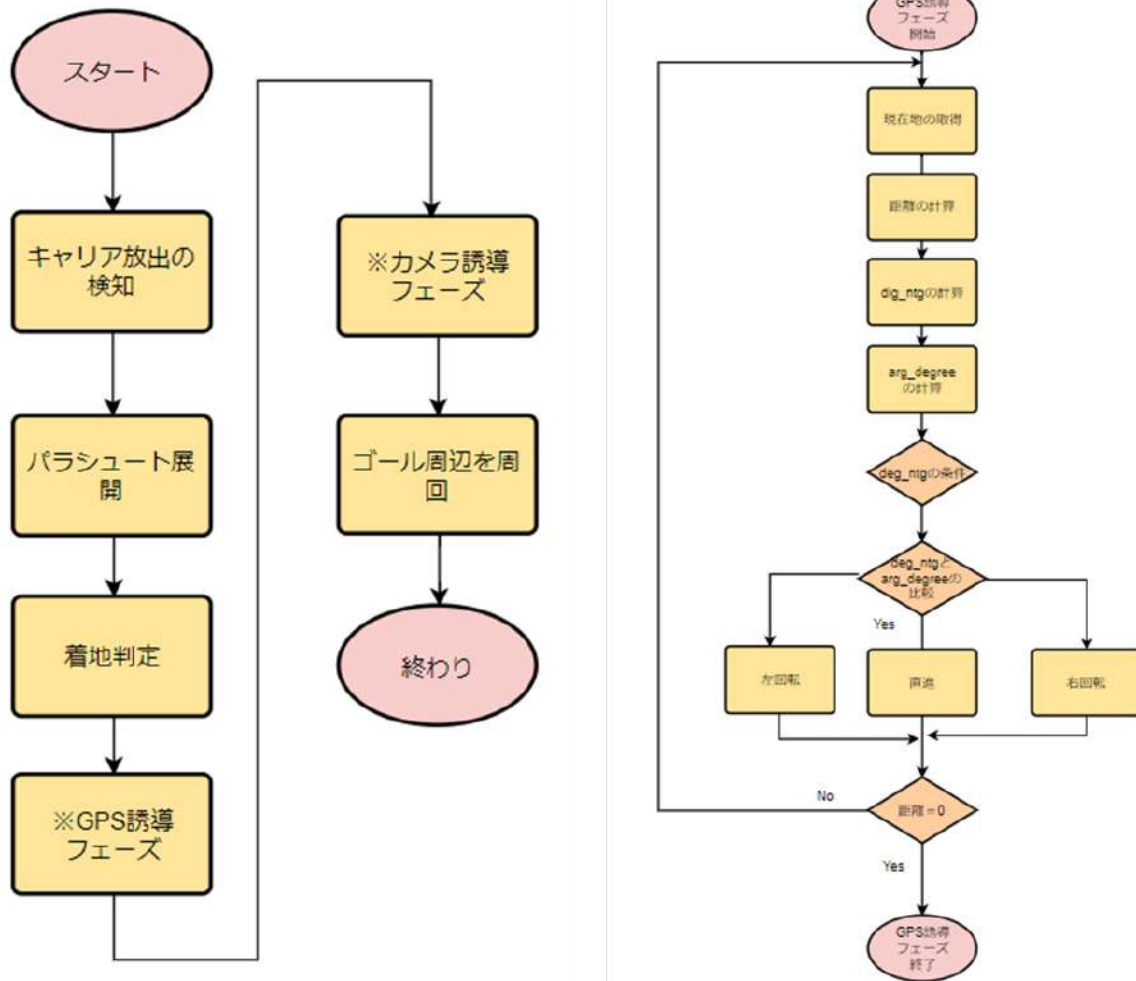 スタート
キャリア放出の
検知
パラシュート展
開
着地判定
※GPS誘導
フェーズ
※カメラ誘導
フェーズ
ゴール周辺を周
回
終わり
GPS誘導
フェーズ
開始
現在地の取得
距離の計算
dig_ntgの計算
arg_degree
の計算
deg_ntgの条件
deg_ntgと
arg_degreeの
比較
Yes
左回転
直進
右回転
No
距離=0
Yes
GPS誘導
フェーズ
終了